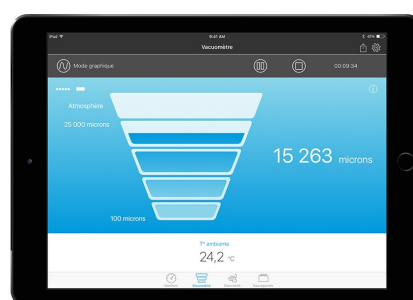 iPad
9:41 AM
Vacuomètre
Mode graphique
00:09:34
Atmosphère
25 000 microns
15 263 microns
100 microns
T° ambiante
24,2 °C
Vacuomètre